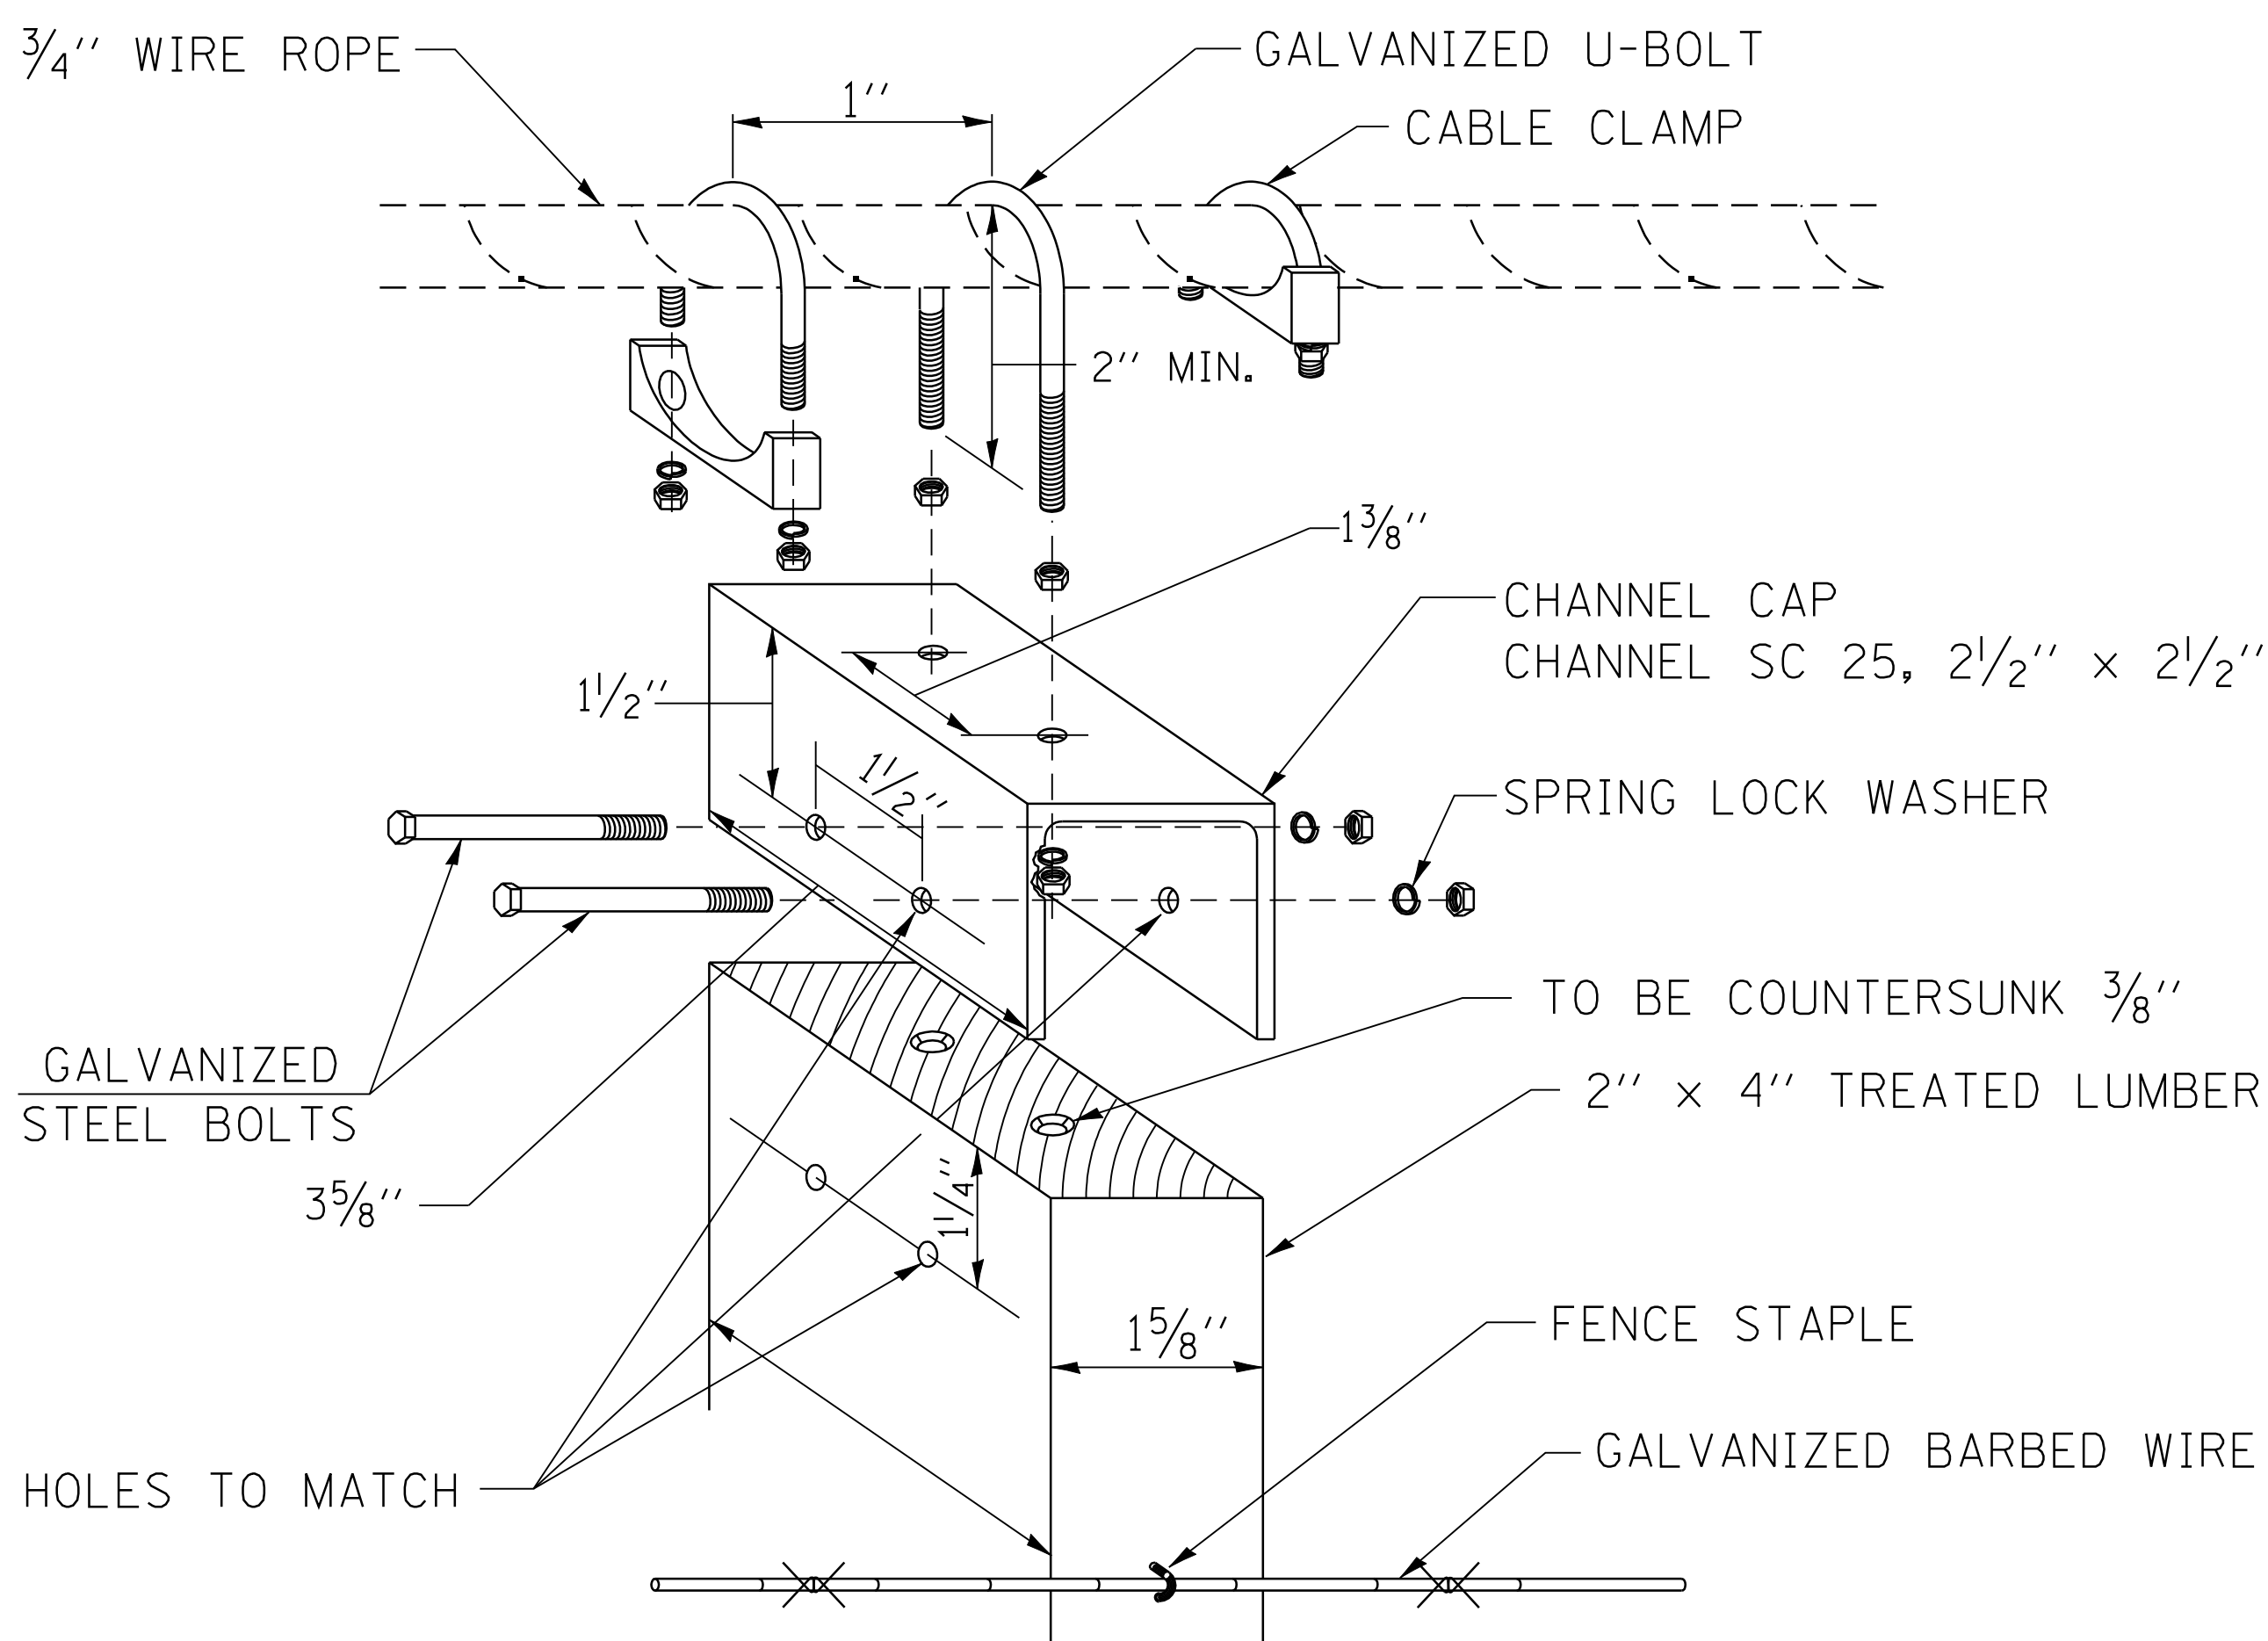 3/4" WIRE ROPE
GALVANIZED U-BOLT
1"
CABLE CLAMP
2" MIN.
1 3/8"
CHANNEL CAP
CHANNEL SC 25, 2 1/2" x 2 1/2"
1 1/2"
1 1/2"
SPRING LOCK WASHER
TO BE COUNTERSUNK 3/8"
GALVANIZED
STEEL BOLTS
2" x 4" TREATED LUMBER
3 5/8"
1 1/4"
1 5/8"
FENCE STAPLE
GALVANIZED BARBED WIRE
HOLES TO MATCH